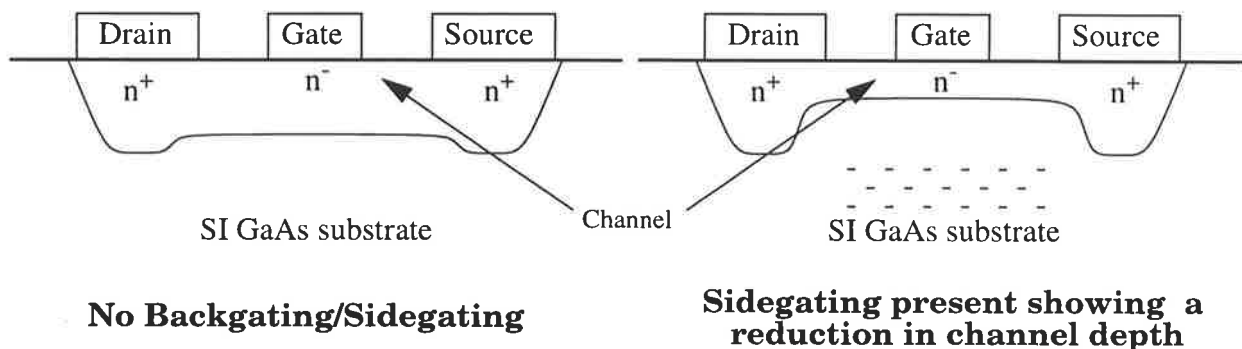 Drain Gate Source Drain Gate Source
n+ n- n+ n+ n- n+
Channel
SI GaAs substrate SI GaAs substrate
No Backgating/Sidegating
Sidegating present showing a
reduction in channel depth